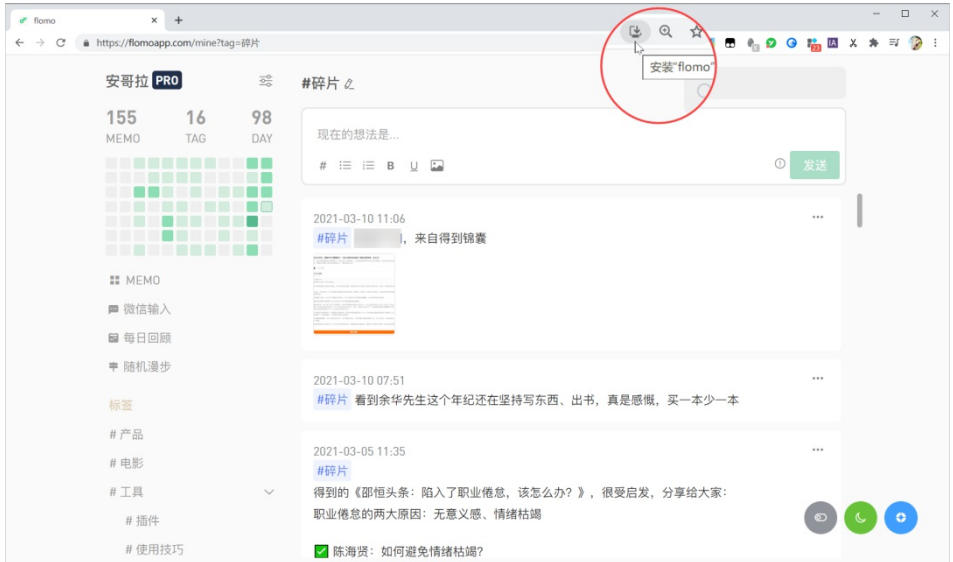 flomo
https://flomoapp.com/mine?tag=碎片
23
安装"flomo"
安哥拉 PRO
155 16 98
MEMO TAG DAY
MEMO
微信输入
每日回顾
随机漫步
标签
# 产品
# 电影
# 工具
# 插件
# 使用技巧
#碎片
现在的想法是...
# B U
发送
2021-03-10 11:06
#碎片 ，来自得到锦囊
2021-03-10 07:51
#碎片 看到余华先生这个年纪还在坚持写东西、出书，真是感慨，买一本少一本
2021-03-05 11:35
#碎片
得到的《邵恒头条：陷入了职业倦怠，该怎么办？》，很受启发，分享给大家：
职业倦怠的两大原因：无意义感、情绪枯竭
✅ 陈海贤：如何避免情绪枯竭？